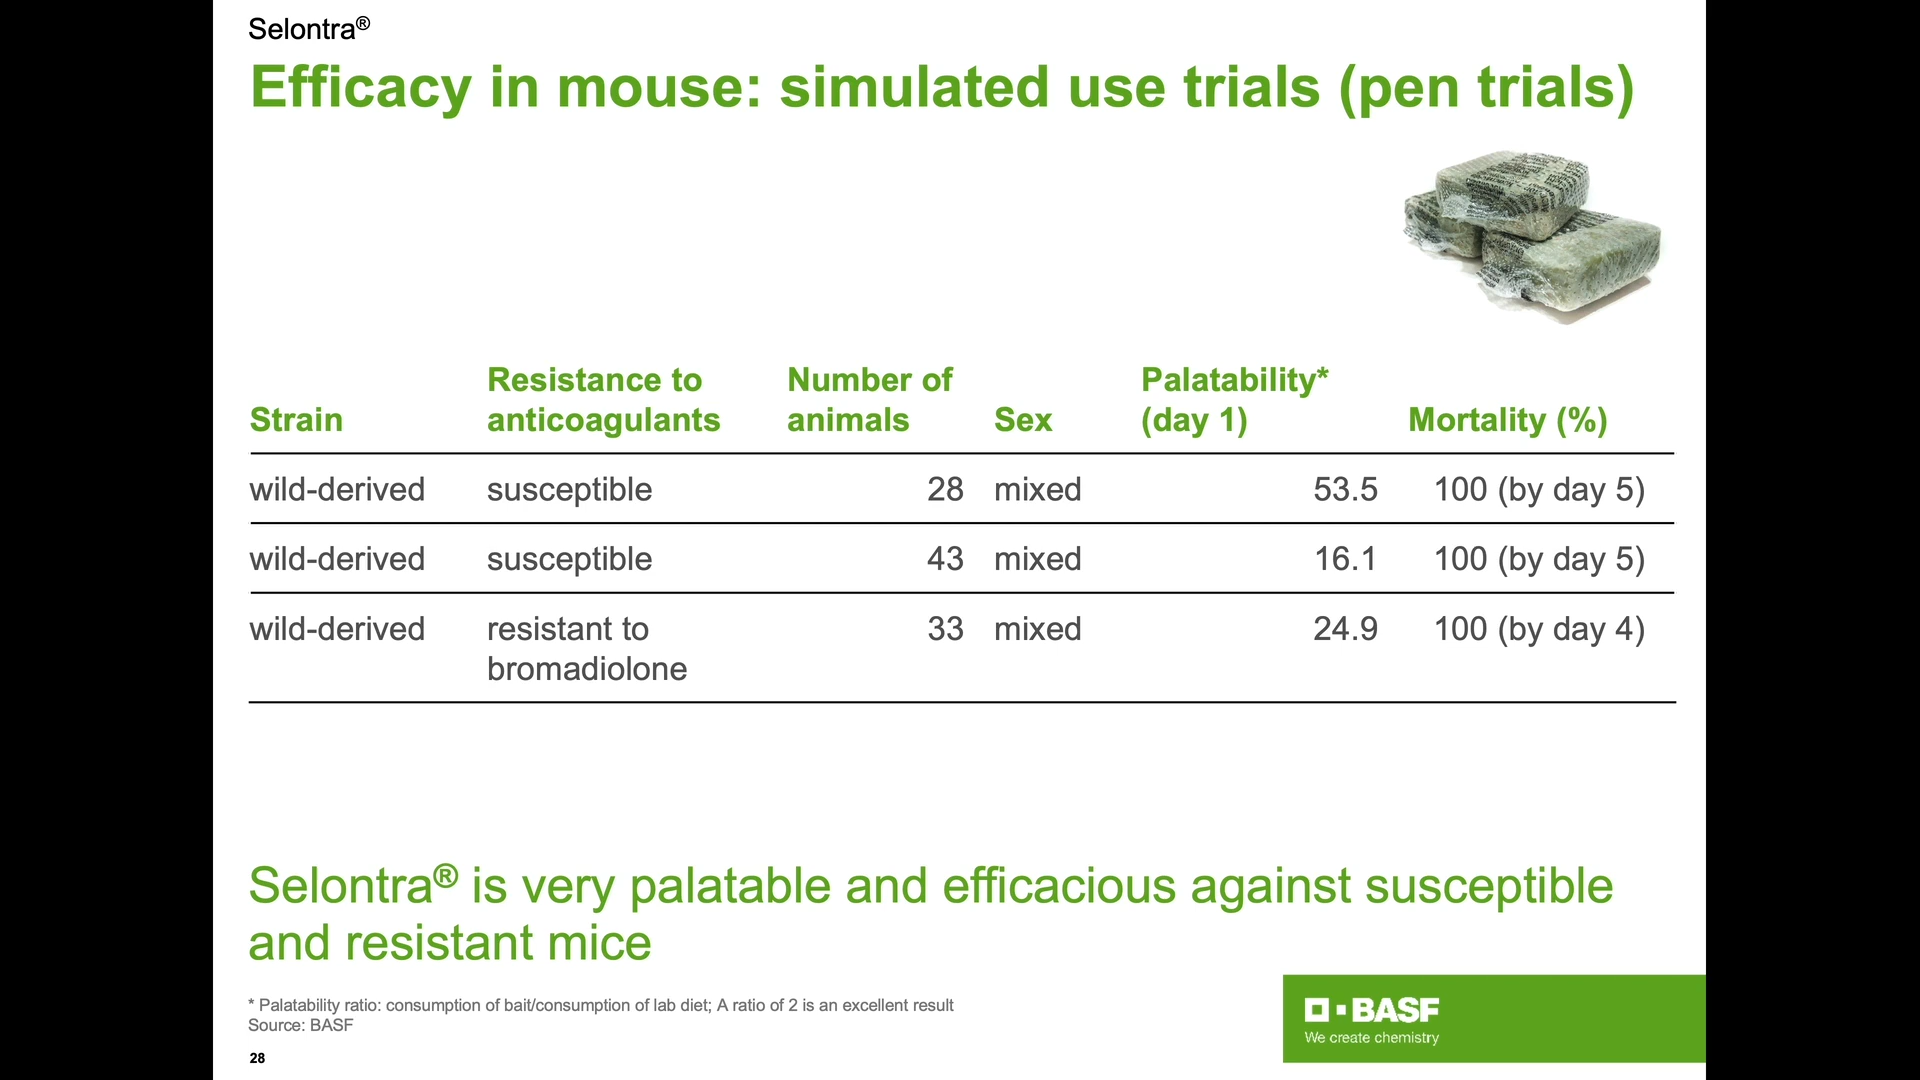 Selontra®
Efficacy in mouse: simulated use trials (pen trials)
Strain Resistance to anticoagulants Number of animals Sex Palatability* (day 1) Mortality (%)
wild-derived susceptible 28 mixed 53.5 100 (by day 5)
wild-derived susceptible 43 mixed 16.1 100 (by day 5)
wild-derived resistant to bromadiolone 33 mixed 24.9 100 (by day 4)
Selontra® is very palatable and efficacious against susceptible
and resistant mice
* Palatability ratio: consumption of bait/consumption of lab diet; A ratio of 2 is an excellent result
Source: BASF
28
BASF
We create chemistry